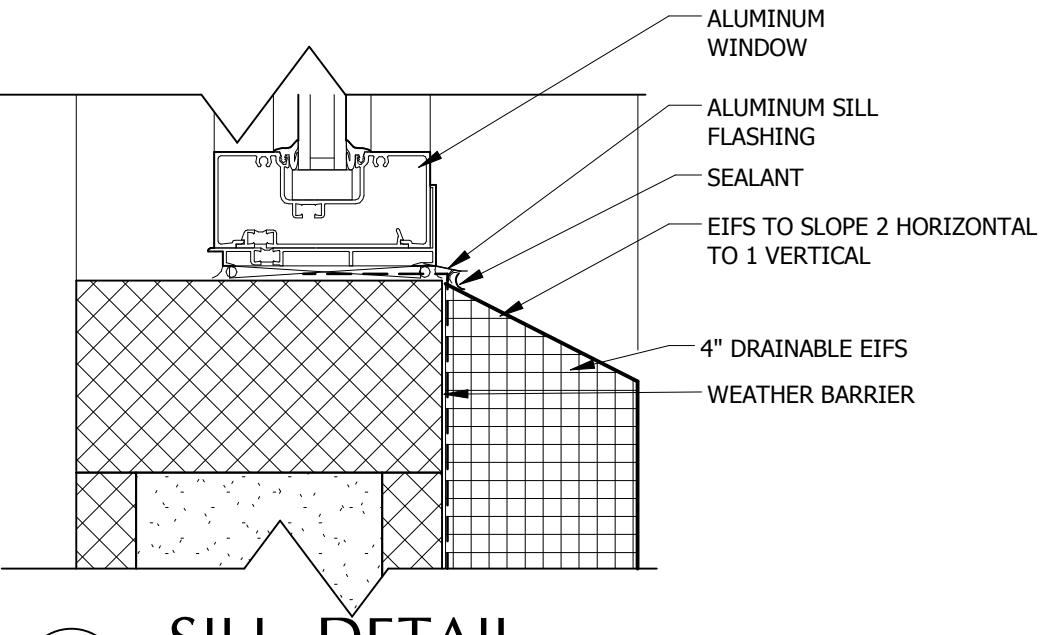 ALUMINUM
WINDOW
ALUMINUM SILL
FLASHING
SEALANT
EIFS TO SLOPE 2 HORIZONTAL
TO 1 VERTICAL
4" DRAINABLE EIFS
WEATHER BARRIER
SILL DETAIL